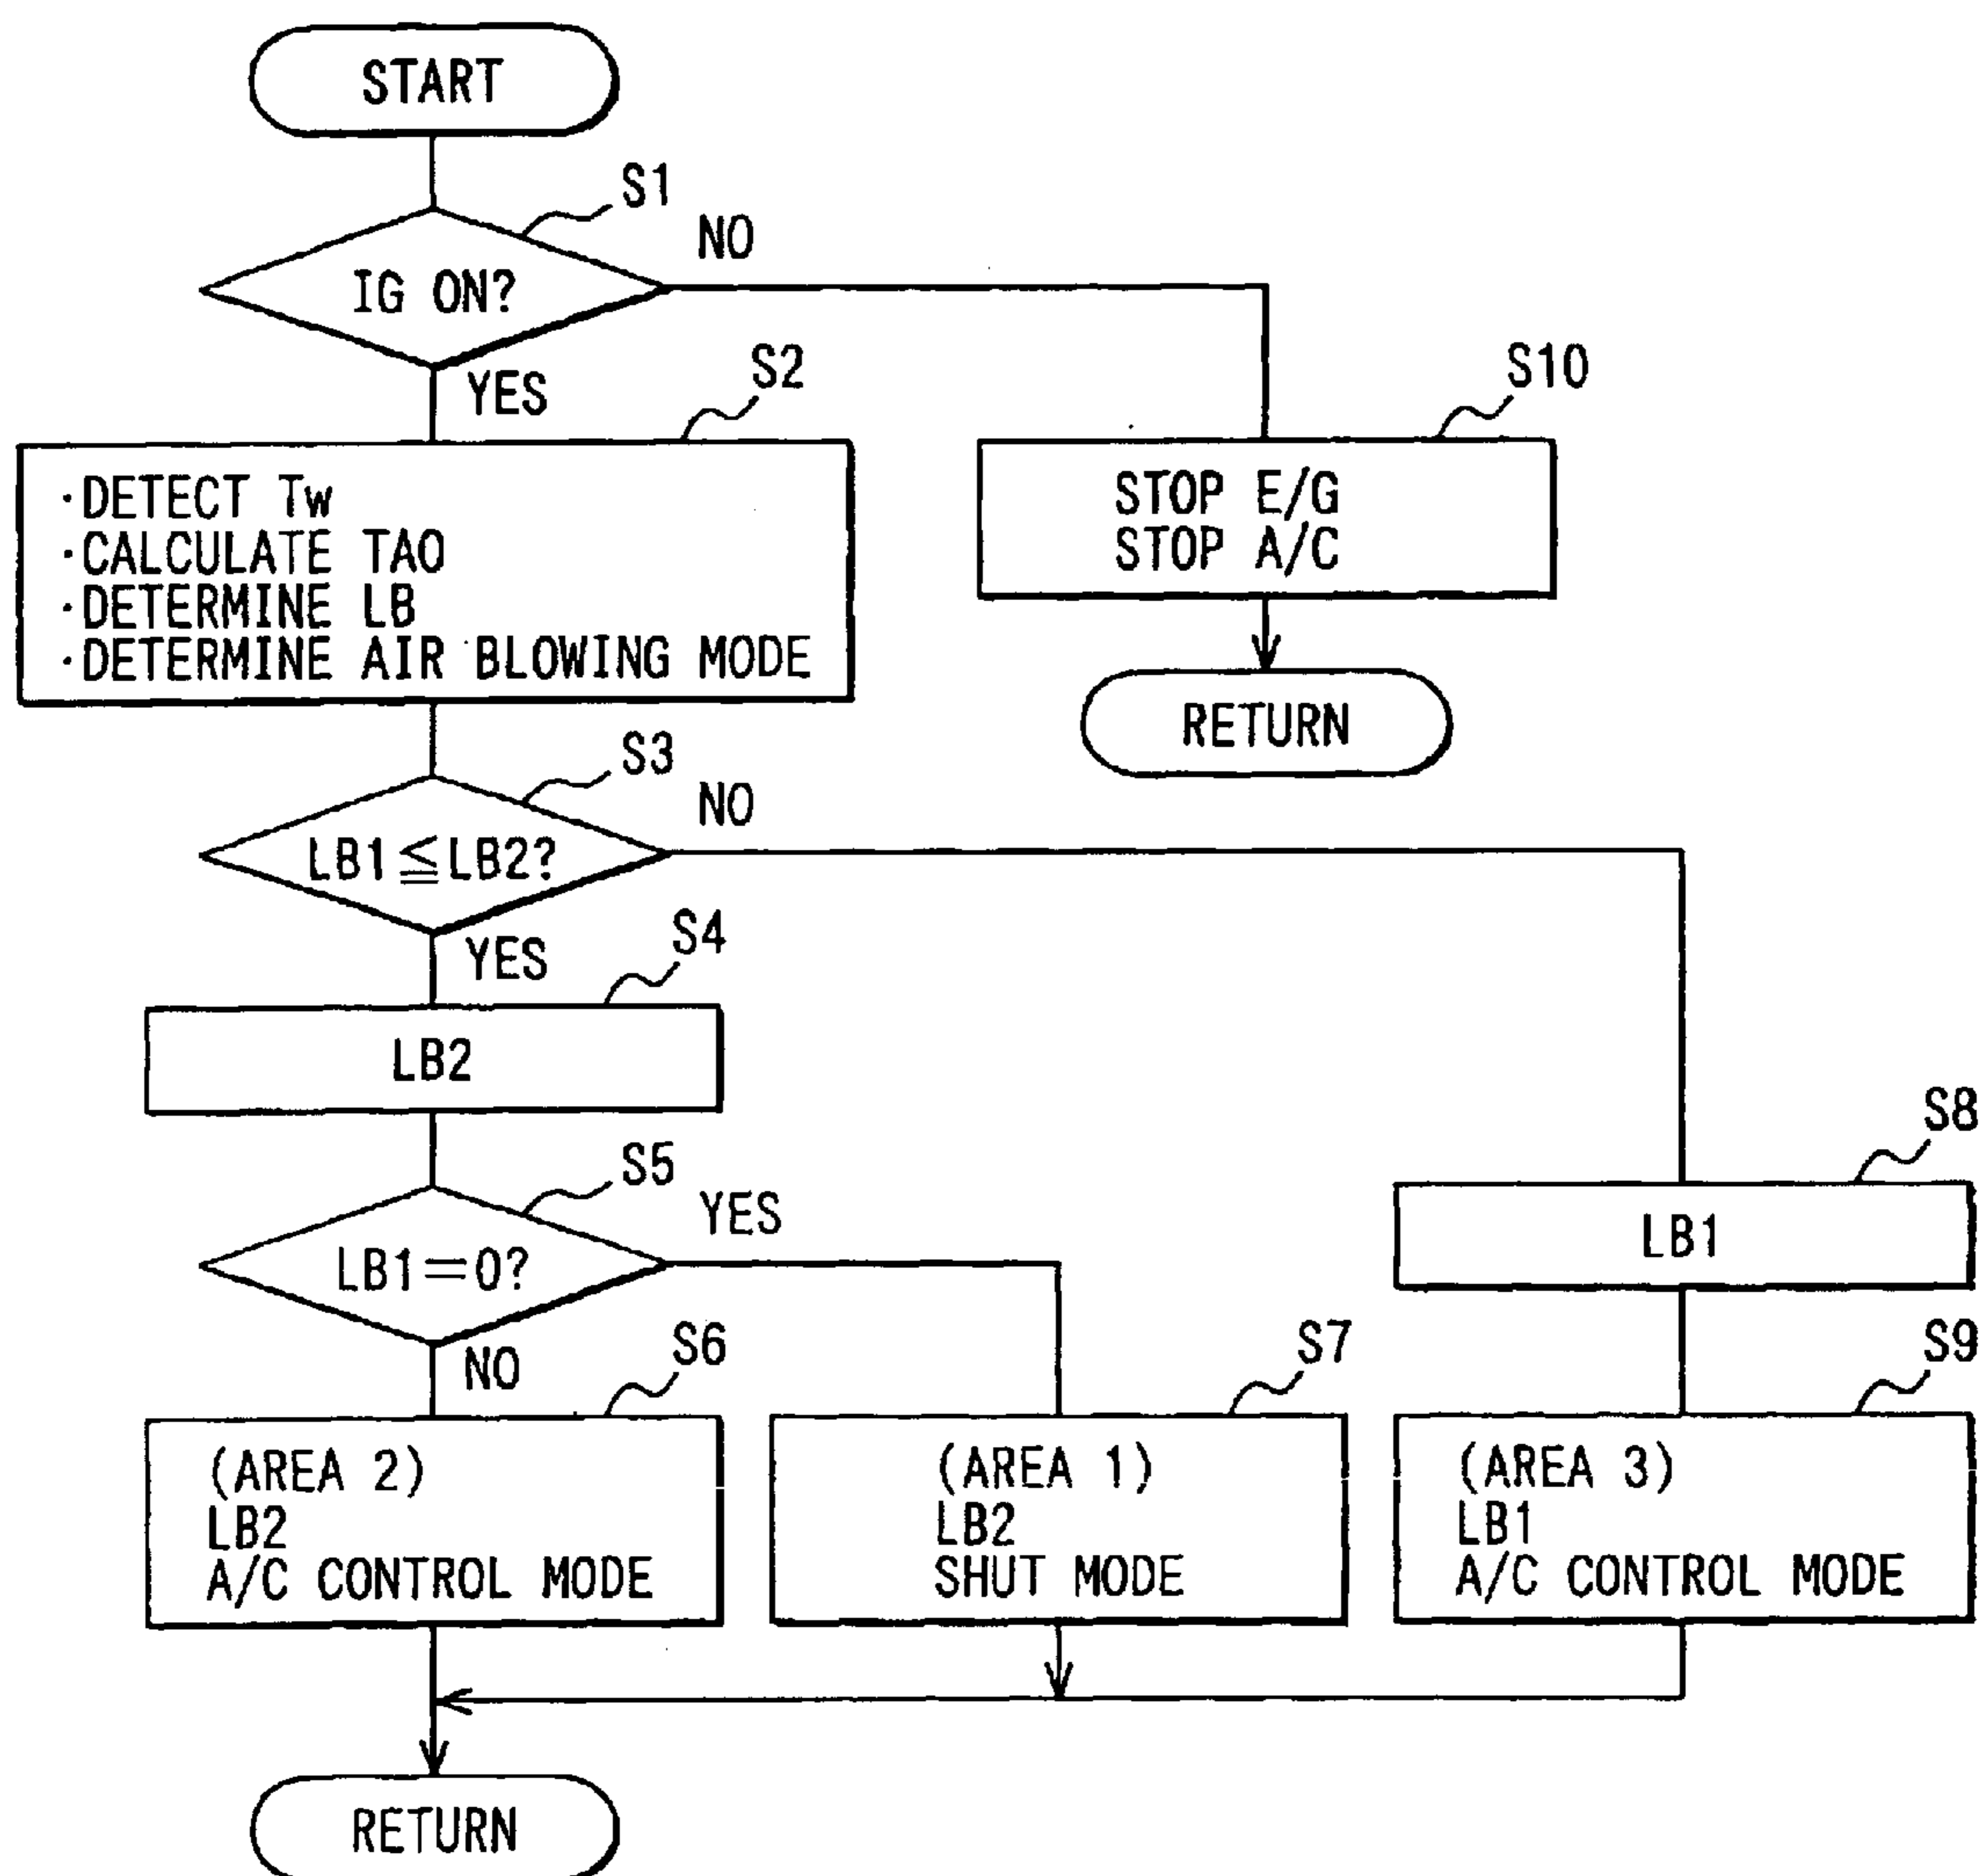 START
S1
NO
IG ON?
YES
S2
S10
·DETECT Tw
·CALCULATE TAO
·DETERMINE LB
·DETERMINE AIR BLOWING MODE
STOP E/G
STOP A/C
RETURN
S3
NO
LB1≦LB2?
YES
S4
LB2
S5
YES
LB1=0?
NO
S8
LB1
S6
(AREA 2)
LB2
A/C CONTROL MODE
S7
(AREA 1)
LB2
SHUT MODE
S9
(AREA 3)
LB1
A/C CONTROL MODE
RETURN